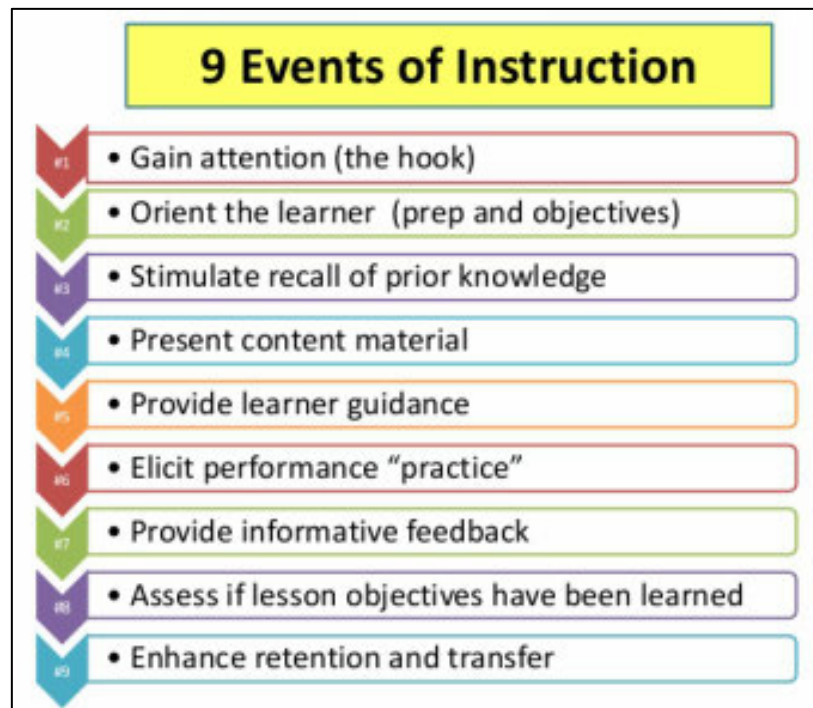 9 Events of Instruction
#1 • Gain attention (the hook)
#2 • Orient the learner (prep and objectives)
#3 • Stimulate recall of prior knowledge
#4 • Present content material
#5 • Provide learner guidance
#6 • Elicit performance “practice”
#7 • Provide informative feedback
#8 • Assess if lesson objectives have been learned
#9 • Enhance retention and transfer